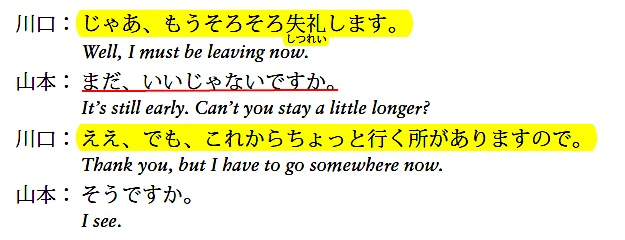 川口：じゃあ、もうそろそろ失礼します。
しつれい
Well, I must be leaving now.
山本：まだ、いいじゃないですか。
It's still early. Can't you stay a little longer?
川口：ええ、でも、これからちょっと行く所がありますので。
Thank you, but I have to go somewhere now.
山本：そうですか。
I see.